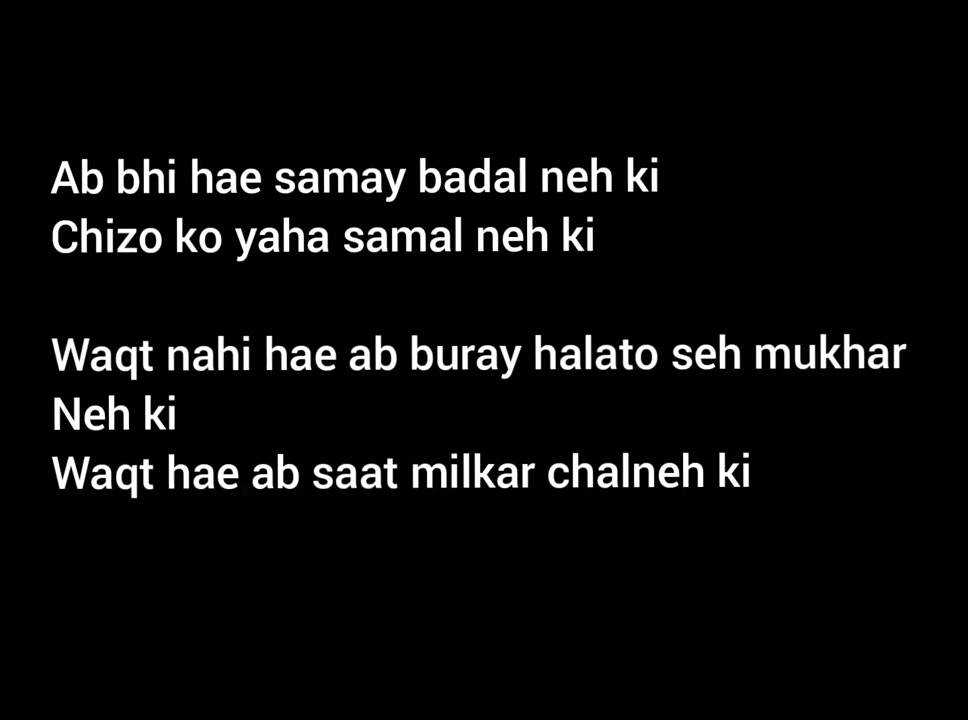 Ab bhi hae samay badal neh ki
Chizo ko yaha samal neh ki
Waqt nahi hae ab buray halato seh mukhar
Neh ki
Waqt hae ab saat milkar chalneh ki